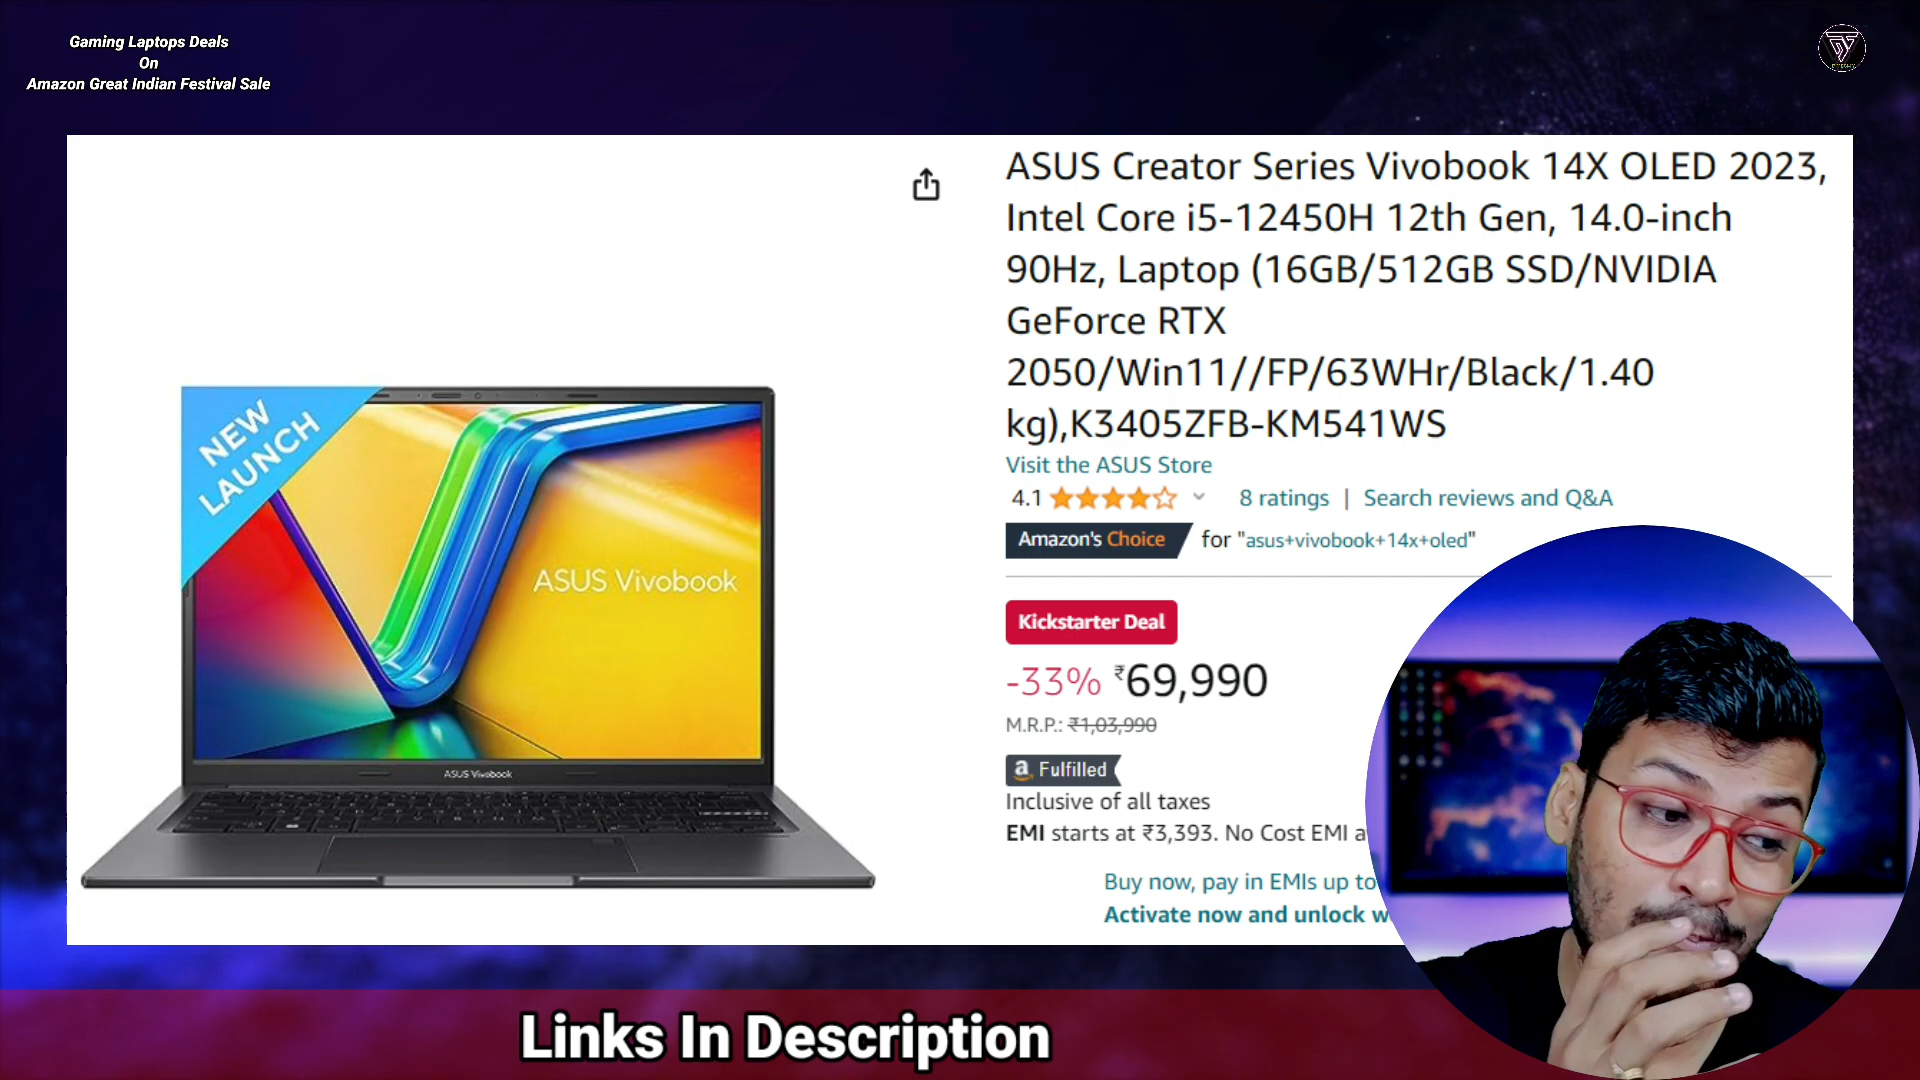 Gaming Laptops Deals
On
Amazon Great Indian Festival Sale
ASUS Creator Series Vivobook 14X OLED 2023,
Intel Core i5-12450H 12th Gen, 14.0-inch
90Hz, Laptop (16GB/512GB SSD/NVIDIA
GeForce RTX
2050/Win11//FP/63WHr/Black/1.40
kg),K3405ZFB-KM541WS
Visit the ASUS Store
4.1 8 ratings | Search reviews and Q&A
Amazon's Choice for "asus+vivobook+14x+oled"
Kickstarter Deal
-33% ₹69,990
M.R.P.: ₹1,03,990
a Fulfilled
Inclusive of all taxes
EMI starts at ₹3,393. No Cost EMI a
Buy now, pay in EMIs up to
Activate now and unlock w
NEW
LAUNCH
ASUS Vivobook
ASUS Vivobook
Links In Description